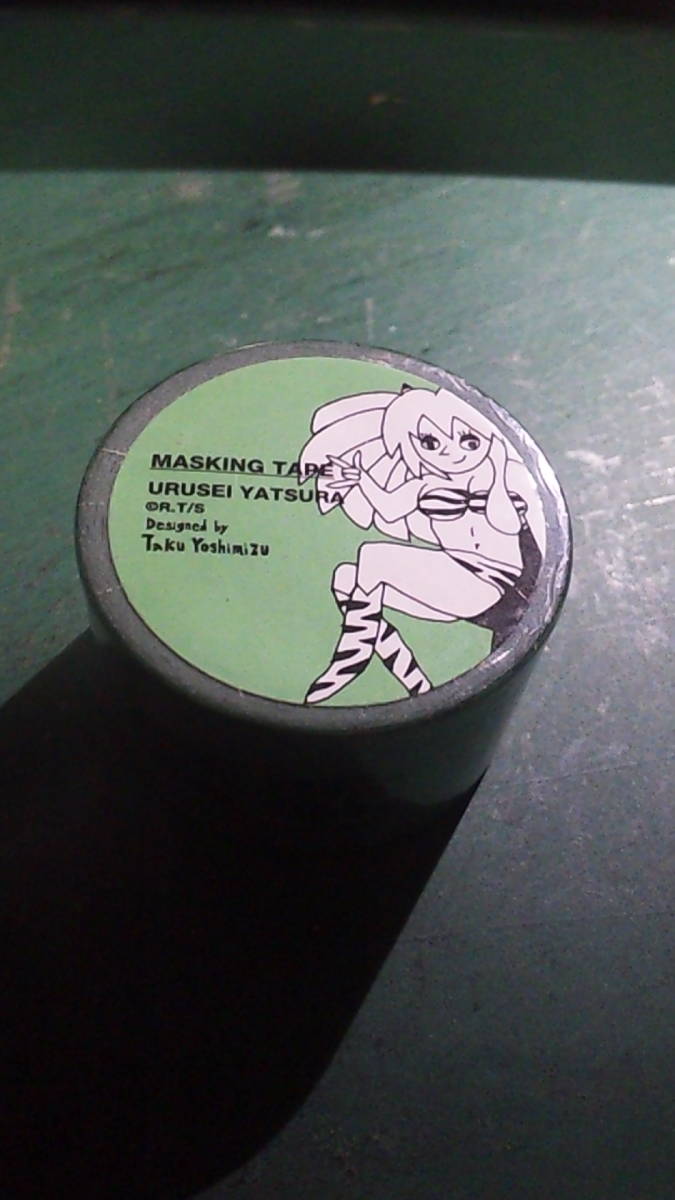 MASKING TAPE
URUSEI YATSURA
©R.T/S
Designed by
Taku Yoshimizu